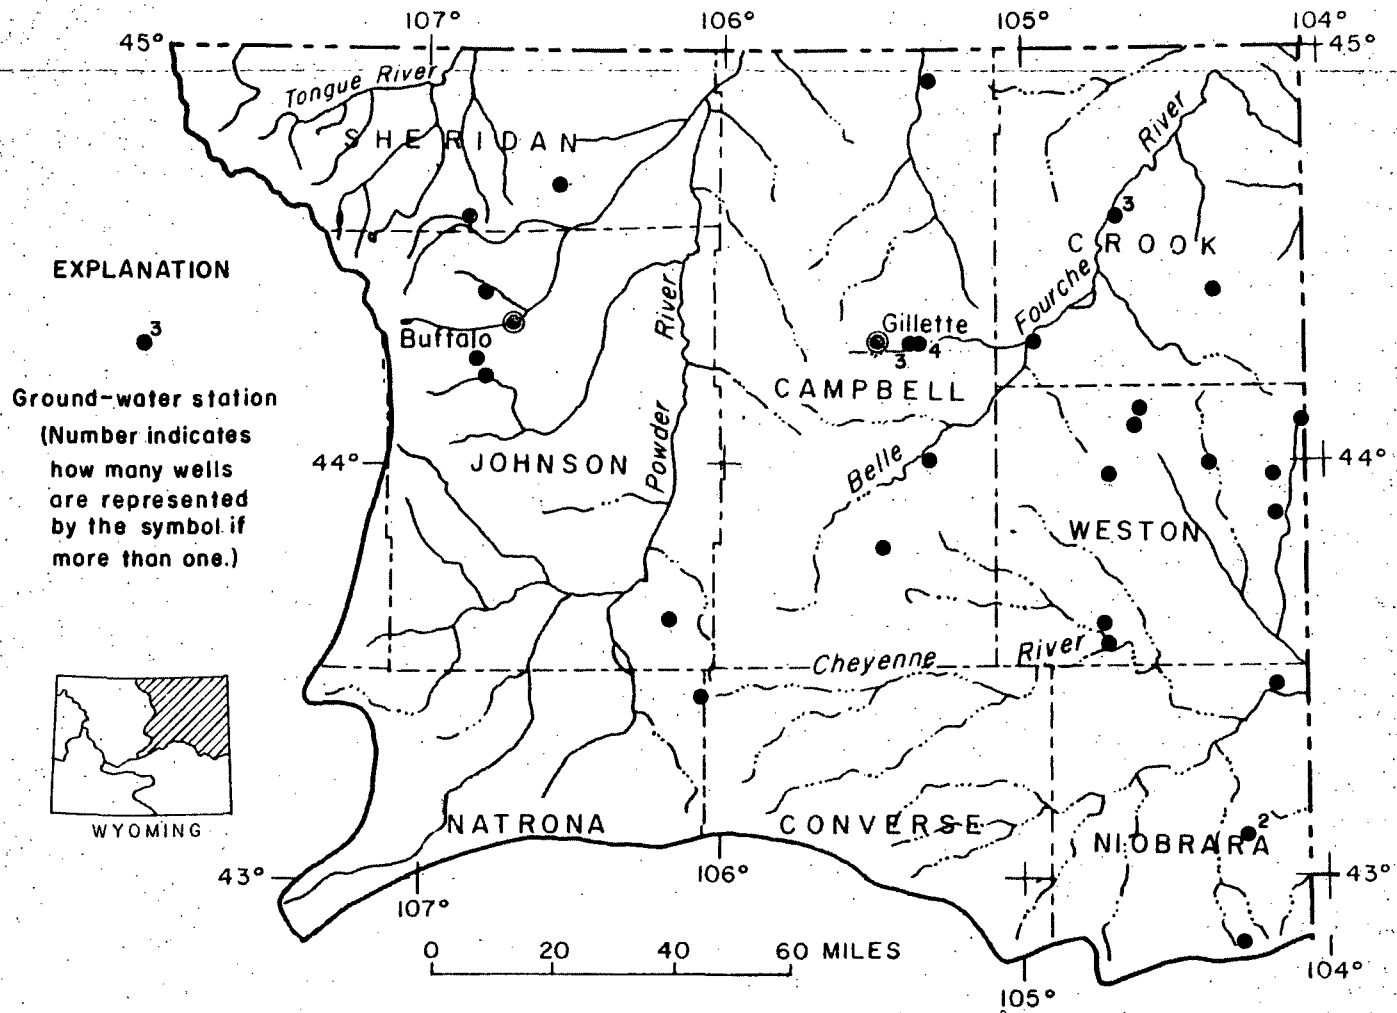 107° 106° 105° 104°
45° 45°
Tongue River
SHERIDAN
River
3
CROOK
EXPLANATION
3
Ground-water station
(Number indicates
how many wells
are represented
by the symbol if
more than one.)
Buffalo
River
Gillette
3 4
Fourche
CAMPBELL
Powder
Belle
44° 44°
JOHNSON
WESTON
Cheyenne River
WYOMING
NATRONA
CONVERSE
NIOBRARA
2
43° 106° 43°
107°
0 20 40 60 MILES
105° 104°